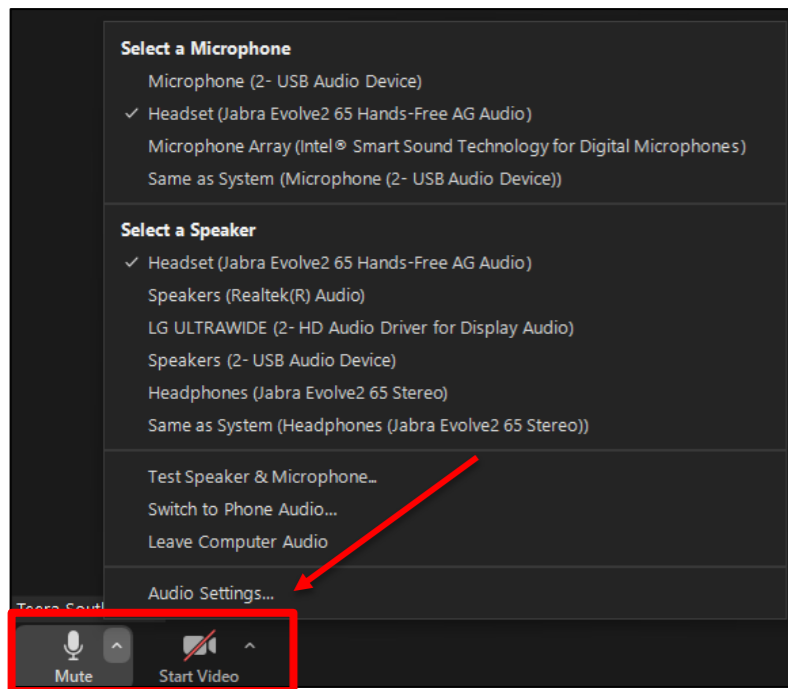 Select a Microphone
Microphone (2- USB Audio Device)
Headset (Jabra Evolve2 65 Hands-Free AG Audio)
Microphone Array (Intel® Smart Sound Technology for Digital Microphones)
Same as System (Microphone (2- USB Audio Device))
Select a Speaker
Headset (Jabra Evolve2 65 Hands-Free AG Audio)
Speakers (Realtek(R) Audio)
LG ULTRAWIDE (2- HD Audio Driver for Display Audio)
Speakers (2- USB Audio Device)
Headphones (Jabra Evolve2 65 Stereo)
Same as System (Headphones (Jabra Evolve2 65 Stereo))
Test Speaker & Microphone...
Switch to Phone Audio...
Leave Computer Audio
Audio Settings...
Mute Start Video